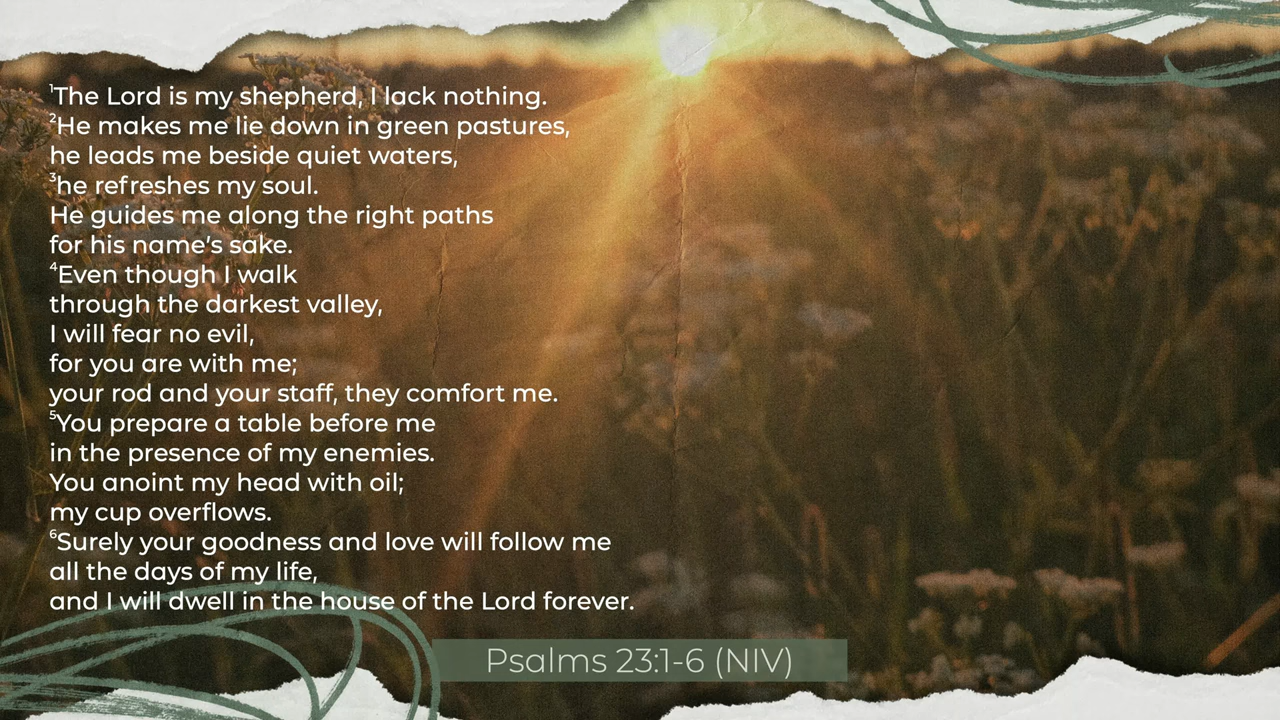 ¹The Lord is my shepherd, I lack nothing.
²He makes me lie down in green pastures,
he leads me beside quiet waters,
³he refreshes my soul.
He guides me along the right paths
for his name’s sake.
⁴Even though I walk
through the darkest valley,
I will fear no evil,
for you are with me;
your rod and your staff, they comfort me.
⁵You prepare a table before me
in the presence of my enemies.
You anoint my head with oil;
my cup overflows.
⁶Surely your goodness and love will follow me
all the days of my life,
and I will dwell in the house of the Lord forever.
Psalms 23:1-6 (NIV)